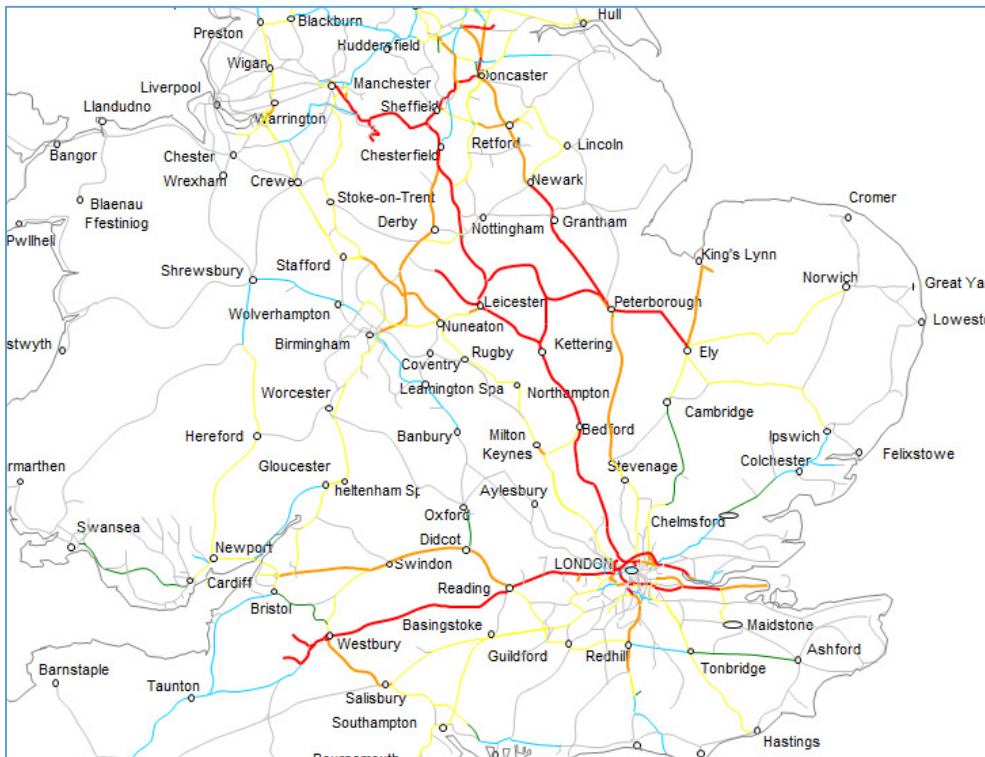 Hull
Blackburn
Preston
Huddersfield
Wigan
Doncaster
Manchester
Liverpool
Sheffield
Llandudno
Warrington
Retford
Lincoln
Bangor
Chester
Chesterfield
Wrexham
Crewe
Newark
Stoke-on-Trent
Blaenau
Ffestiniog
Cromer
Derby
Nottingham
Grantham
Pwllheli
King's Lynn
Stafford
Shrewsbury
Norwich
Great Ya
Leicester
Peterborough
Wolverhampton
Lowesto
Nuneaton
stwyth
Birmingham
Rugby
Kettering
Ely
Coventry
Leamington Spa
Northampton
Worcester
Cambridge
Hereford
Banbury
Milton
Keynes
Bedford
Ipswich
Felixstowe
rmarthen
Gloucester
Stevenage
Colchester
heltenham Sp
Aylesbury
Oxford
Chelmsford
Swansea
Didcot
Newport
Swindon
LONDON
Cardiff
Reading
Bristol
Basingstoke
Maidstone
Westbury
Guildford
Redhill
Ashford
Barnstaple
Tonbridge
Taunton
Salisbury
Southampton
Hastings
Bournemouth